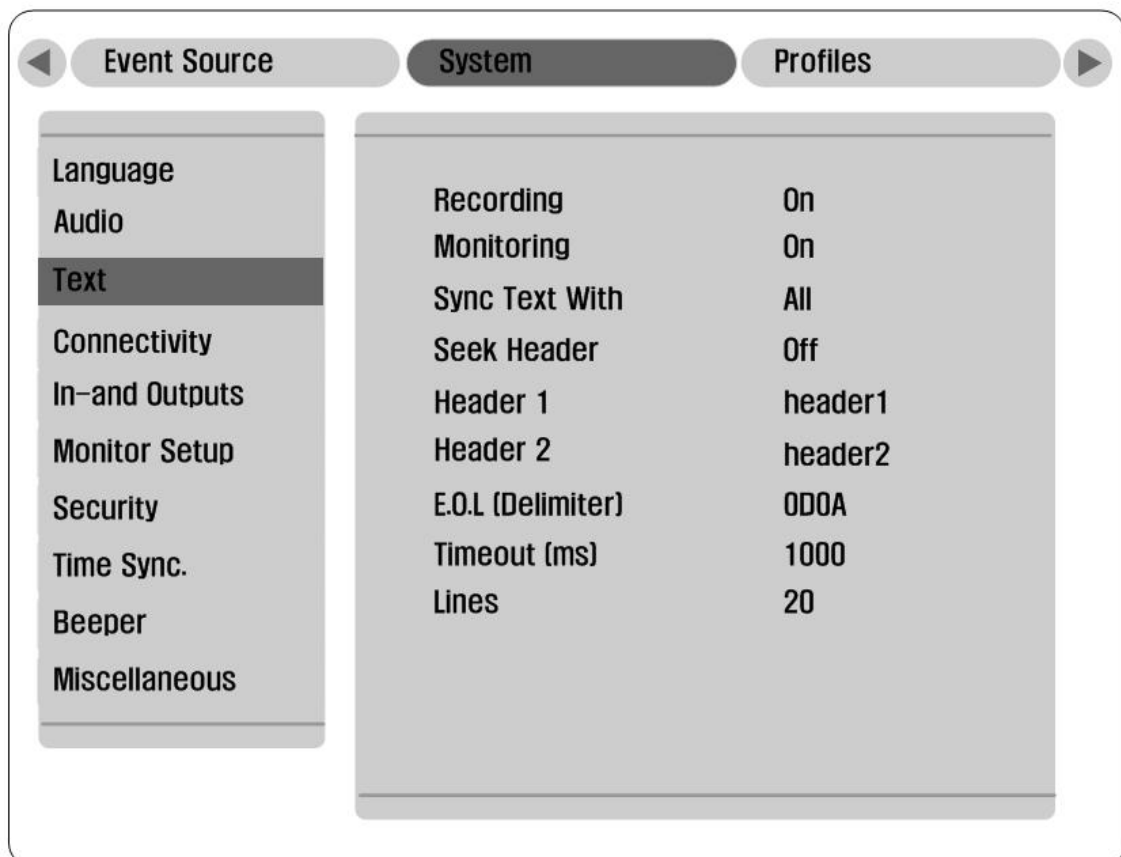 Event Source System Profiles
Language
Audio
Text
Connectivity
In-and Outputs
Monitor Setup
Security
Time Sync.
Beeper
Miscellaneous
Recording On
Monitoring On
Sync Text With All
Seek Header Off
Header 1 header1
Header 2 header2
E.O.L (Delimiter) 0D0A
Timeout (ms) 1000
Lines 20